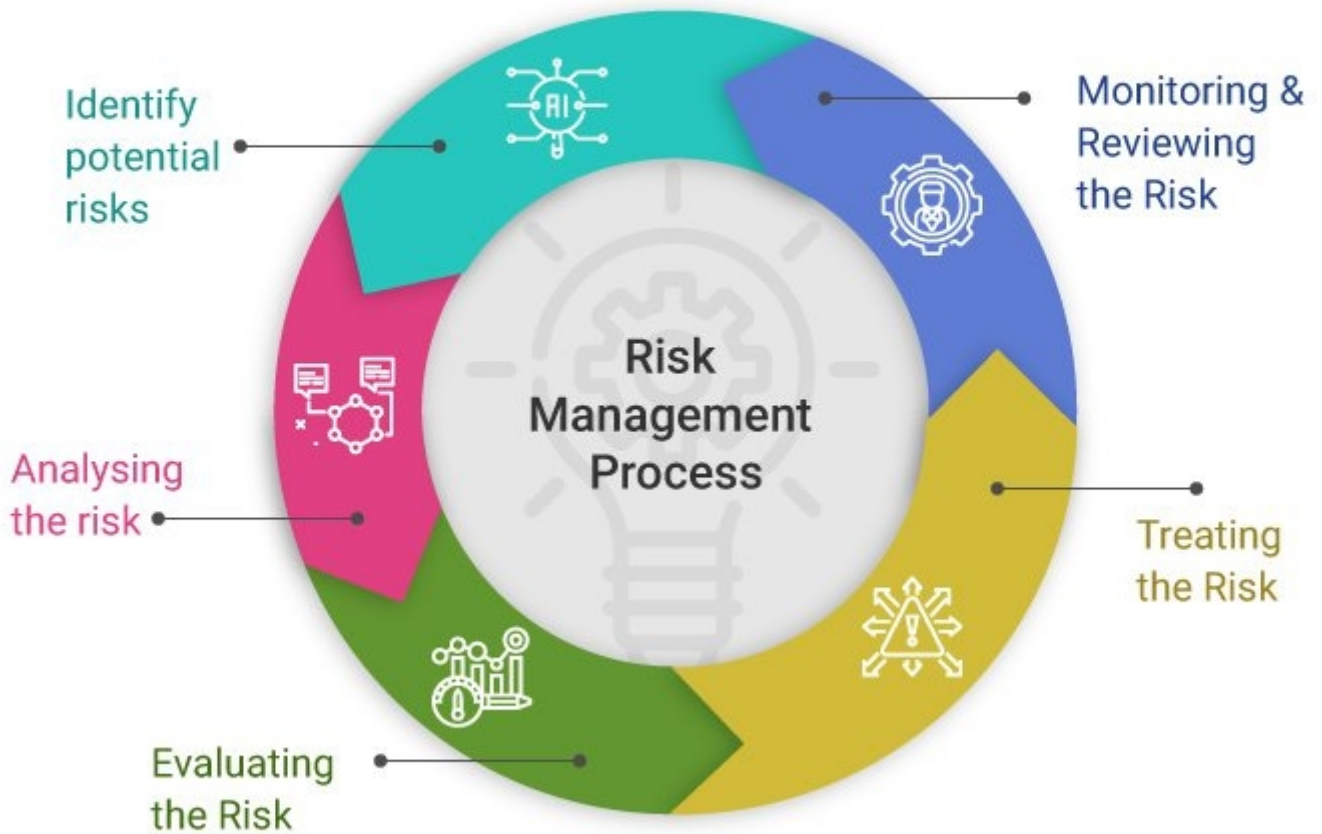 Identify
potential
risks
AI
Monitoring &
Reviewing
the Risk
Risk
Management
Process
Analysing
the risk
Treating
the Risk
Evaluating
the Risk